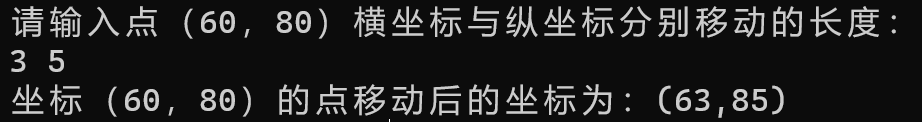 请输入点（60，80）横坐标与纵坐标分别移动的长度：
3 5
坐标（60，80）的点移动后的坐标为：(63,85)